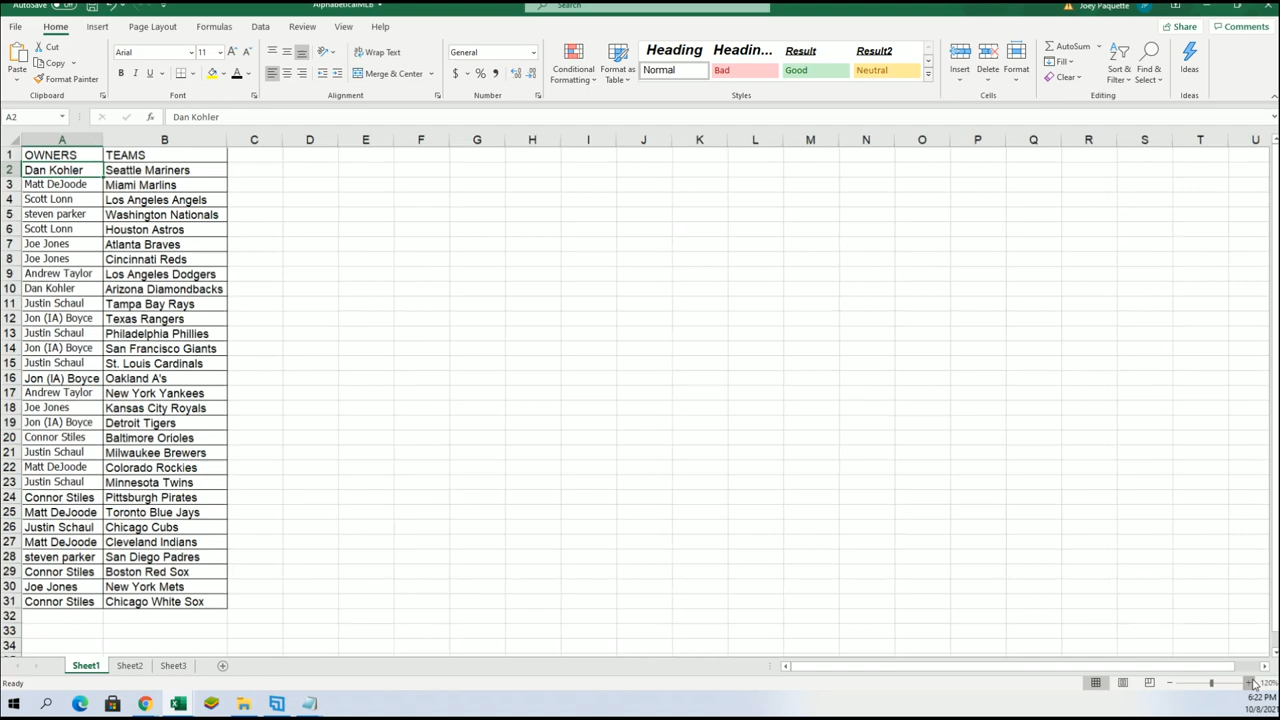 AutoSave Off AlphabeticalMLB Search Joey Paquette JP
File Home Insert Page Layout Formulas Data Review View Help Share Comments
Paste Cut Copy Format Painter Clipboard
Arial 11 B I U A Font
Wrap Text Merge & Center Alignment
General $ % Number
Conditional Formatting Format as Table
Heading Headin... Result Result2
Normal Bad Good Neutral
Styles
Insert Delete Format Cells
AutoSum Fill Clear Sort & Filter Find & Select Editing
Ideas Ideas
A2 fx Dan Kohler
A B C D E F G H I J K L M N O P Q R S T U
1 OWNERS TEAMS
2 Dan Kohler Seattle Mariners
3 Matt DeJoode Miami Marlins
4 Scott Lonn Los Angeles Angels
5 steven parker Washington Nationals
6 Scott Lonn Houston Astros
7 Joe Jones Atlanta Braves
8 Joe Jones Cincinnati Reds
9 Andrew Taylor Los Angeles Dodgers
10 Dan Kohler Arizona Diamondbacks
11 Justin Schaul Tampa Bay Rays
12 Jon (IA) Boyce Texas Rangers
13 Justin Schaul Philadelphia Phillies
14 Jon (IA) Boyce San Francisco Giants
15 Justin Schaul St. Louis Cardinals
16 Jon (IA) Boyce Oakland A's
17 Andrew Taylor New York Yankees
18 Joe Jones Kansas City Royals
19 Jon (IA) Boyce Detroit Tigers
20 Connor Stiles Baltimore Orioles
21 Justin Schaul Milwaukee Brewers
22 Matt DeJoode Colorado Rockies
23 Justin Schaul Minnesota Twins
24 Connor Stiles Pittsburgh Pirates
25 Matt DeJoode Toronto Blue Jays
26 Justin Schaul Chicago Cubs
27 Matt DeJoode Cleveland Indians
28 steven parker San Diego Padres
29 Connor Stiles Boston Red Sox
30 Joe Jones New York Mets
31 Connor Stiles Chicago White Sox
32
33
34
Sheet1 Sheet2 Sheet3
Ready 120%
6:22 PM
10/8/2021